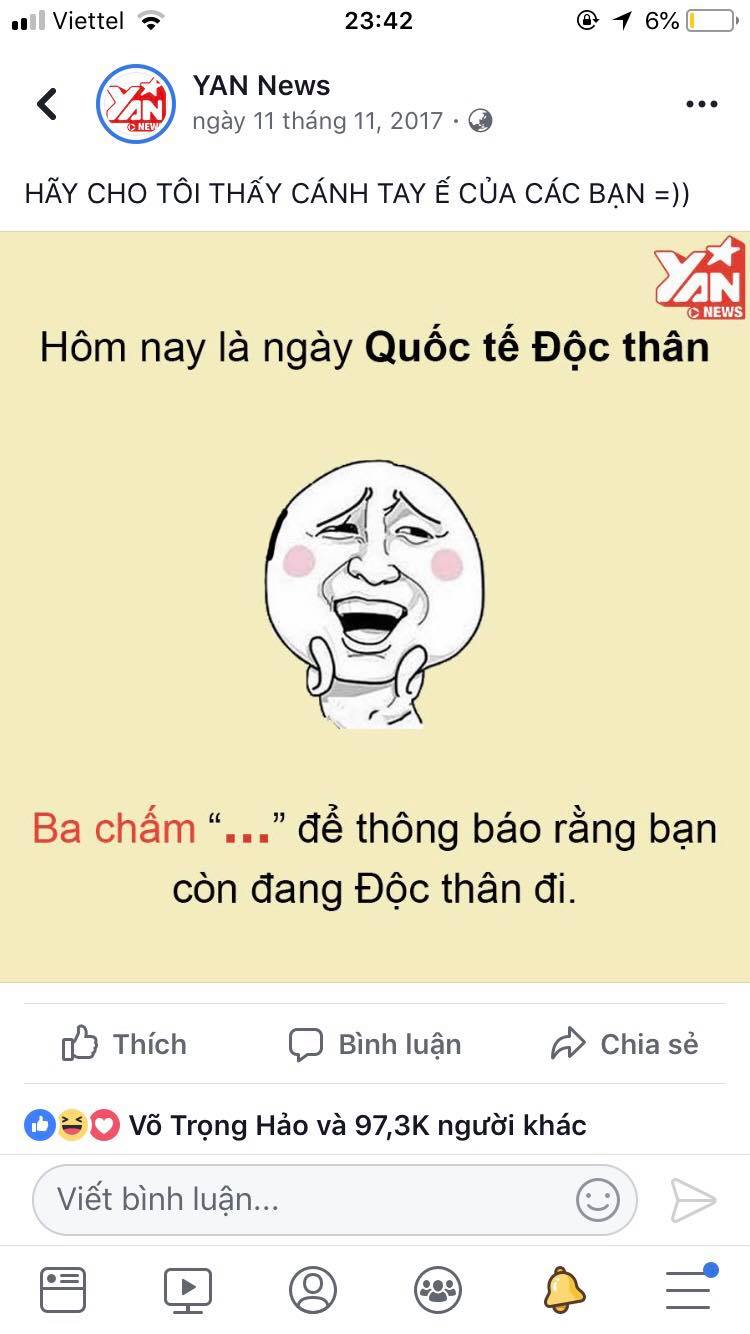 Viettel 23:42 6%
YAN News
YAN NEWS
ngày 11 tháng 11, 2017 ·
HÃY CHO TÔI THẤY CÁNH TAY Ế CỦA CÁC BẠN =))
YAN
NEWS
Hôm nay là ngày Quốc tế Độc thân
Ba chấm “...” để thông báo rằng bạn
còn đang Độc thân đi.
Thích Bình luận Chia sẻ
Võ Trọng Hảo và 97,3K người khác
Viết bình luận...